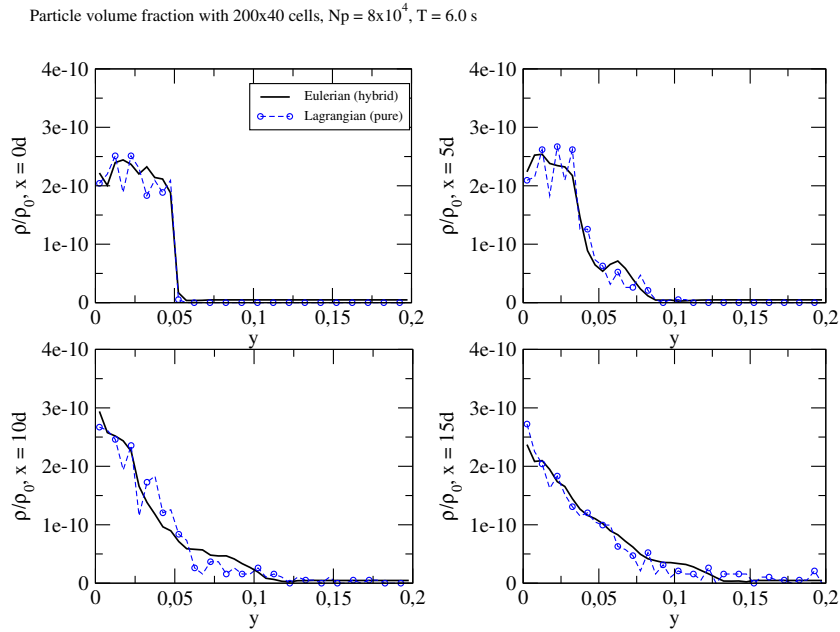 Particle volume fraction with 200x40 cells, Np = 8x10^4, T = 6.0 s
4e-10
3e-10
2e-10
1e-10
0
ρ/ρ0, x = 0d
Eulerian (hybrid)
Lagrangian (pure)
0
0,05
0,1
0,15
0,2
y
4e-10
3e-10
2e-10
1e-10
0
ρ/ρ0, x = 5d
0
0,05
0,1
0,15
0,2
y
4e-10
3e-10
2e-10
1e-10
0
ρ/ρ0, x = 10d
0
0,05
0,1
0,15
0,2
y
4e-10
3e-10
2e-10
1e-10
0
ρ/ρ0, x = 15d
0
0,05
0,1
0,15
0,2
y